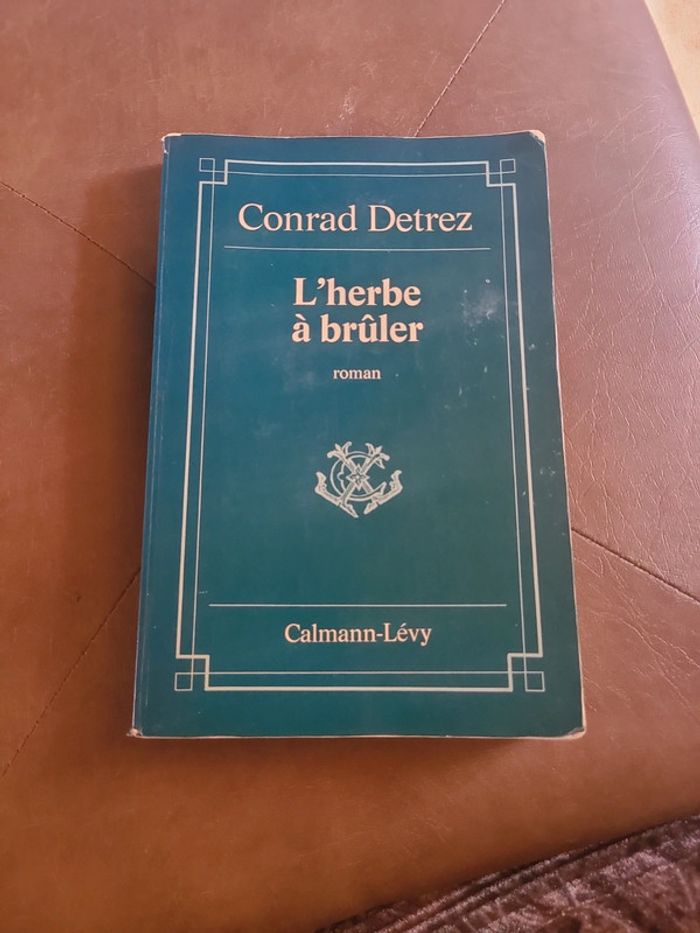 Conrad Detrez
L'herbe
à brûler
roman
Calmann-Lévy